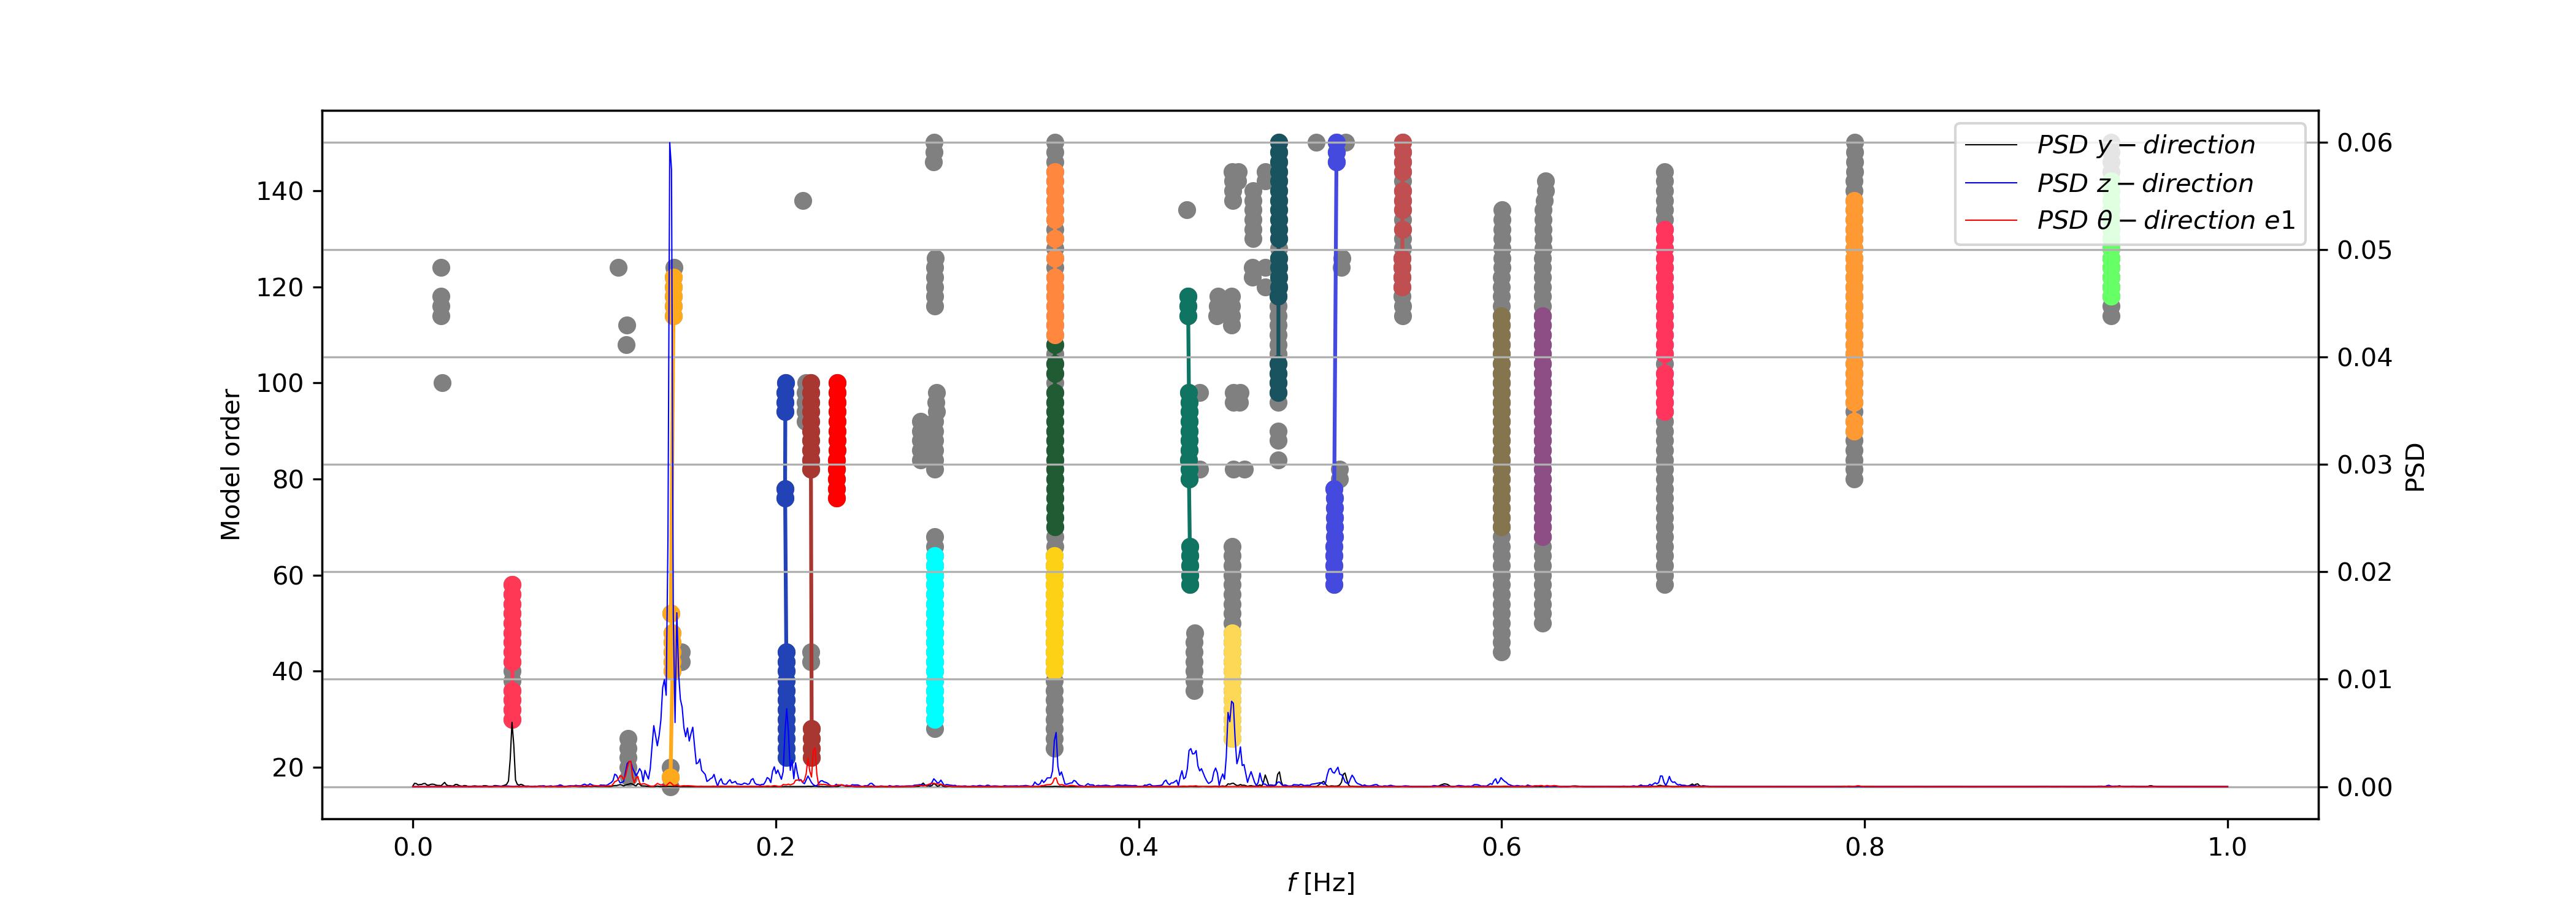 PSD y − direction
PSD z − direction
PSD θ − direction e1
Model order
140
120
100
80
60
40
20
0.06
0.05
0.04
0.03
0.02
0.01
0.00
PSD
0.0 0.2 0.4 0.6 0.8 1.0
f [Hz]